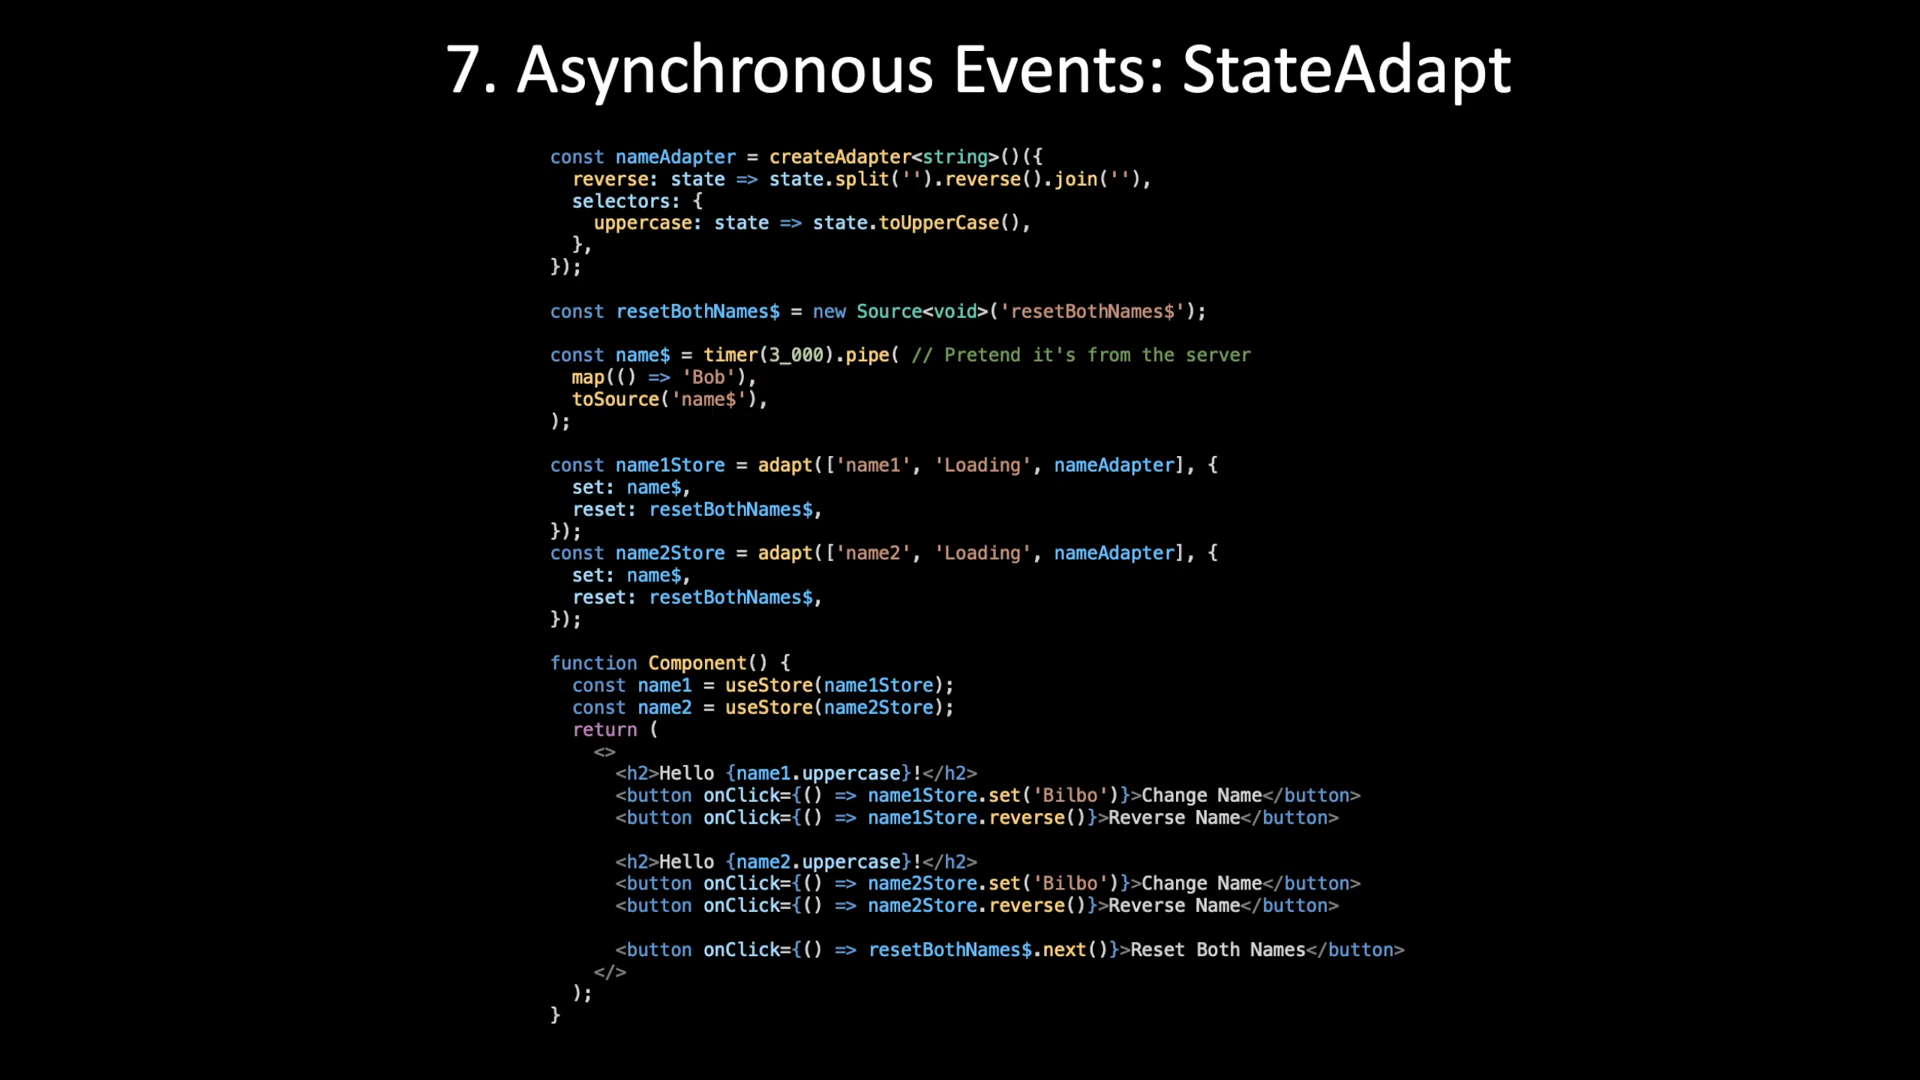 7. Asynchronous Events: StateAdapt
const nameAdapter = createAdapter<string>()({
  reverse: state => state.split('').reverse().join(''),
  selectors: {
    uppercase: state => state.toUpperCase(),
  },
});
const resetBothNames$ = new Source<void>('resetBothNames$');
const name$ = timer(3_000).pipe( // Pretend it's from the server
  map(() => 'Bob'),
  toSource('name$'),
);
const name1Store = adapt(['name1', 'Loading', nameAdapter], {
  set: name$,
  reset: resetBothNames$,
});
const name2Store = adapt(['name2', 'Loading', nameAdapter], {
  set: name$,
  reset: resetBothNames$,
});
function Component() {
  const name1 = useStore(name1Store);
  const name2 = useStore(name2Store);
  return (
    <>
      <h2>Hello {name1.uppercase}!</h2>
      <button onClick={() => name1Store.set('Bilbo')}>Change Name</button>
      <button onClick={() => name1Store.reverse()}>Reverse Name</button>
      <h2>Hello {name2.uppercase}!</h2>
      <button onClick={() => name2Store.set('Bilbo')}>Change Name</button>
      <button onClick={() => name2Store.reverse()}>Reverse Name</button>
      <button onClick={() => resetBothNames$.next()}>Reset Both Names</button>
    </>
  );
}